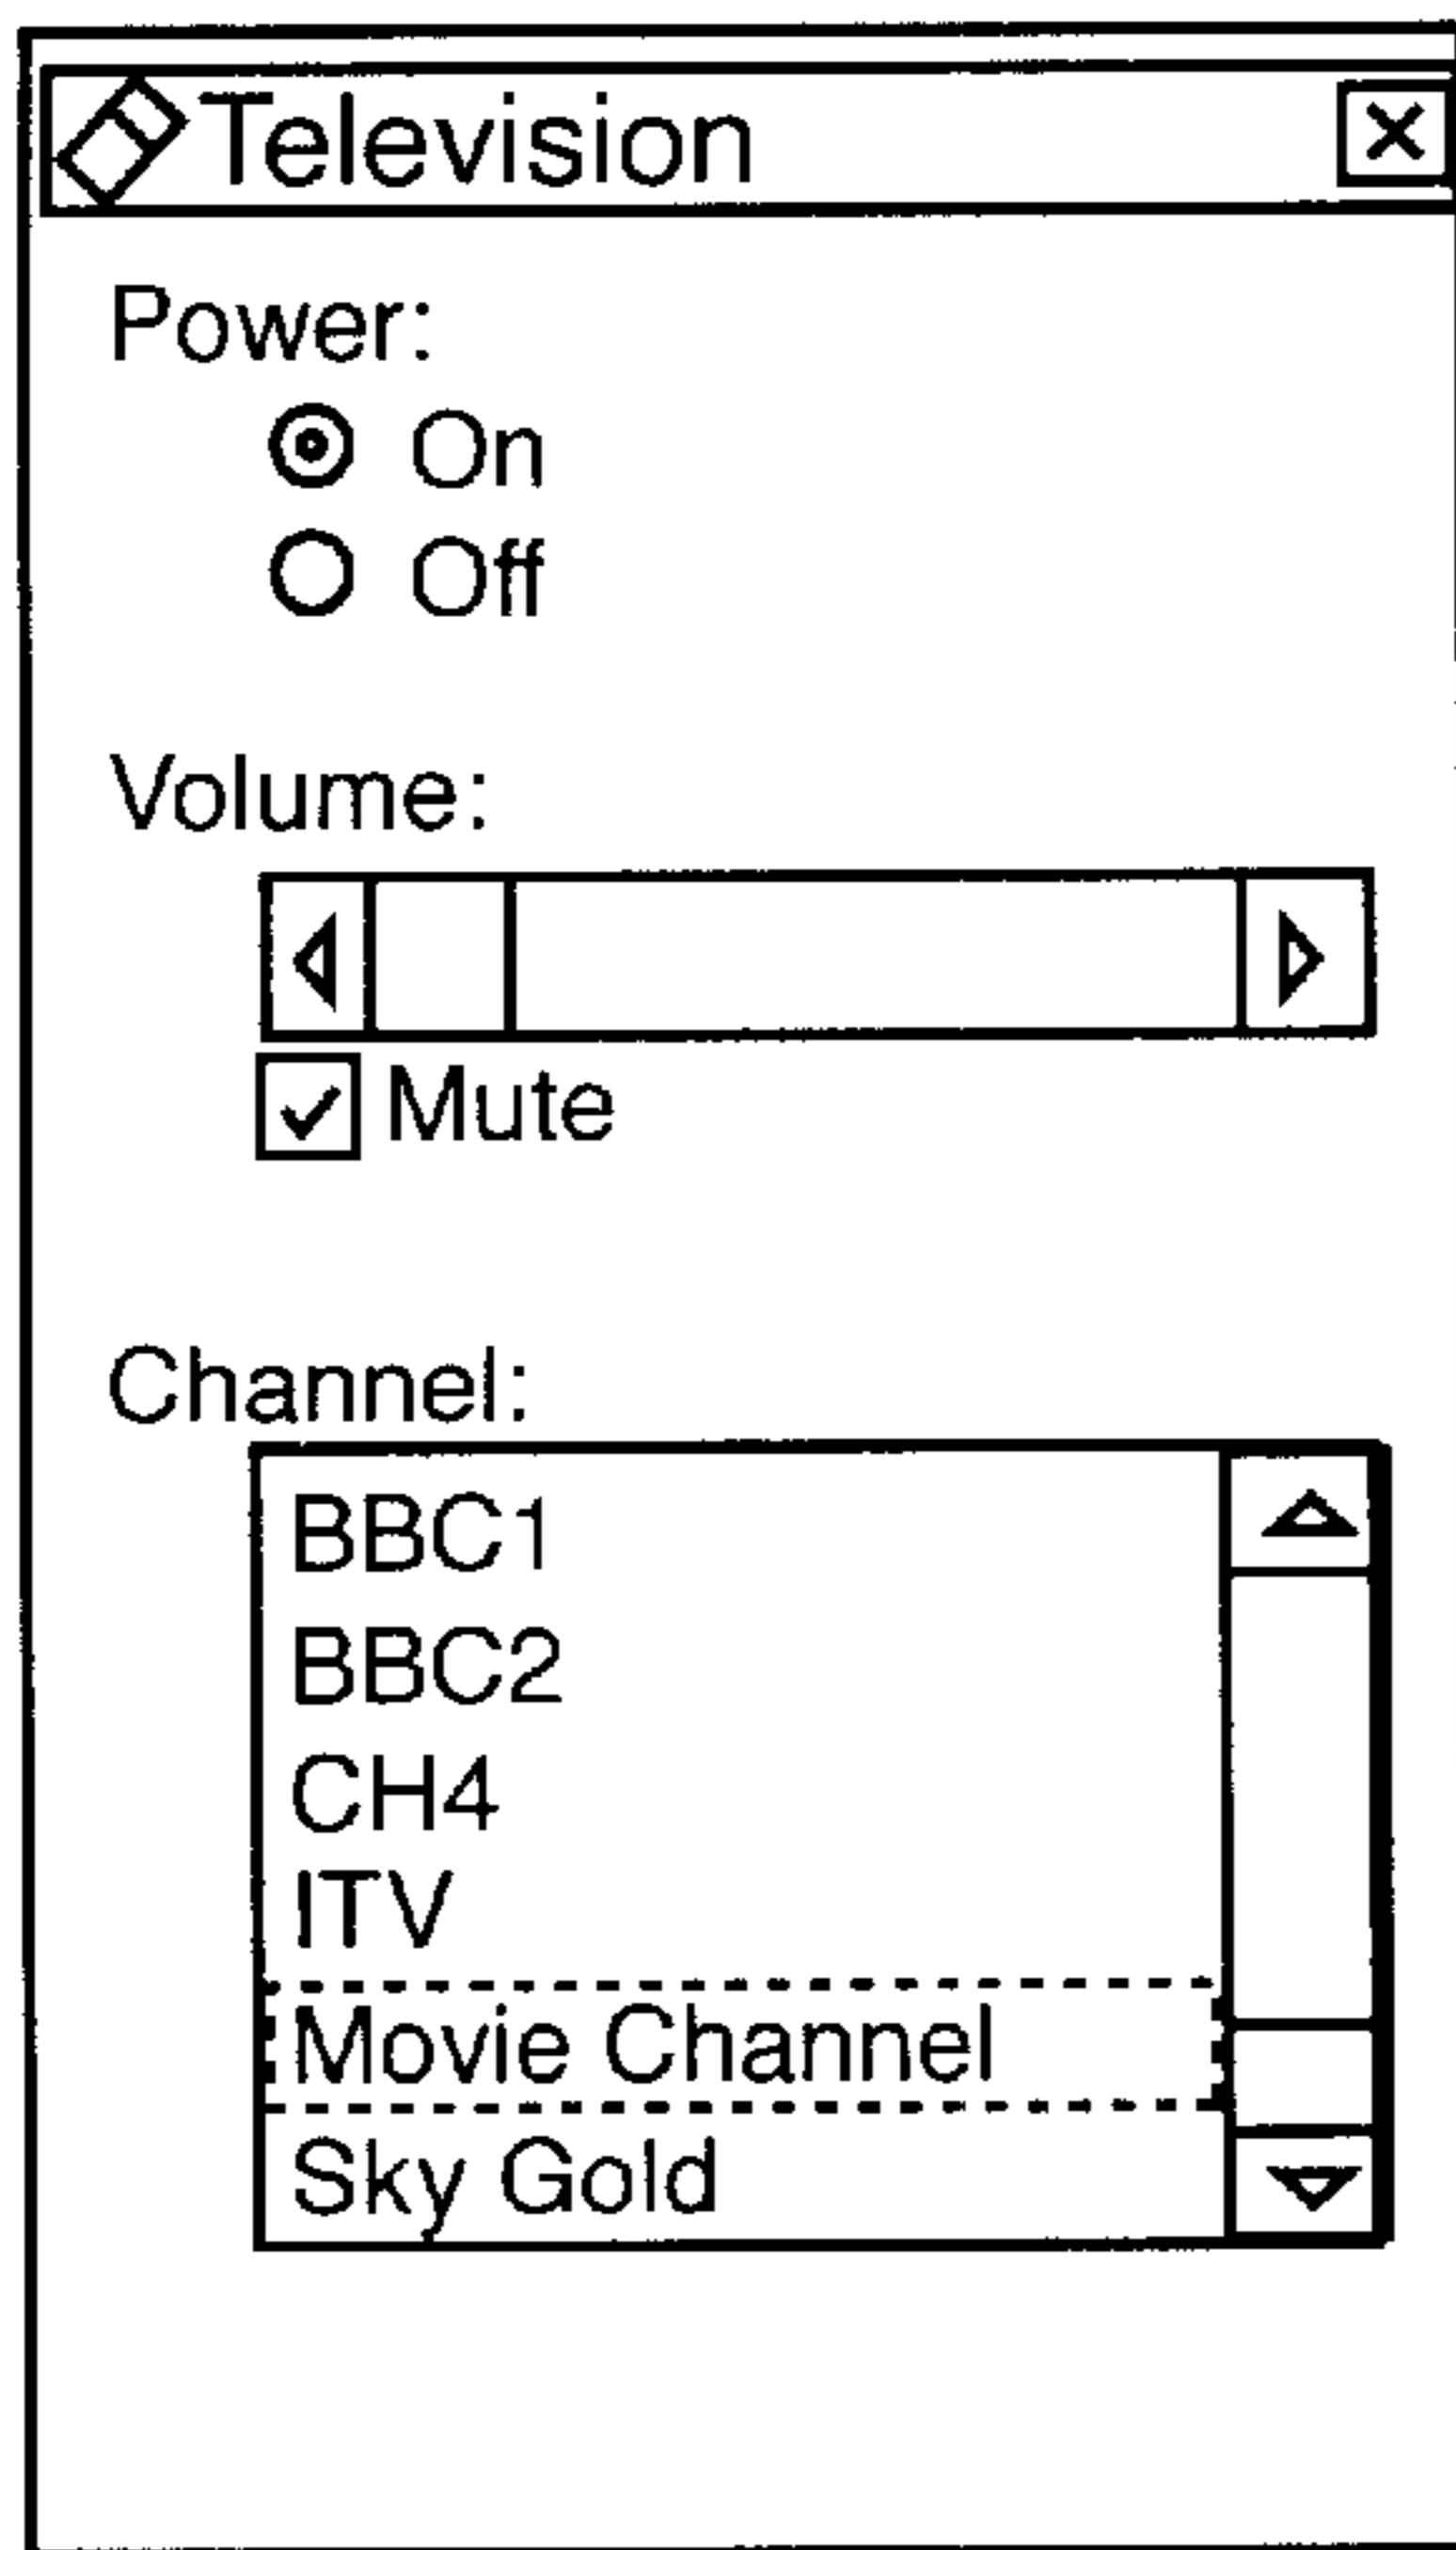 Television
Power:
On
Off
Volume:
Mute
Channel:
BBC1
BBC2
CH4
ITV
Movie Channel
Sky Gold